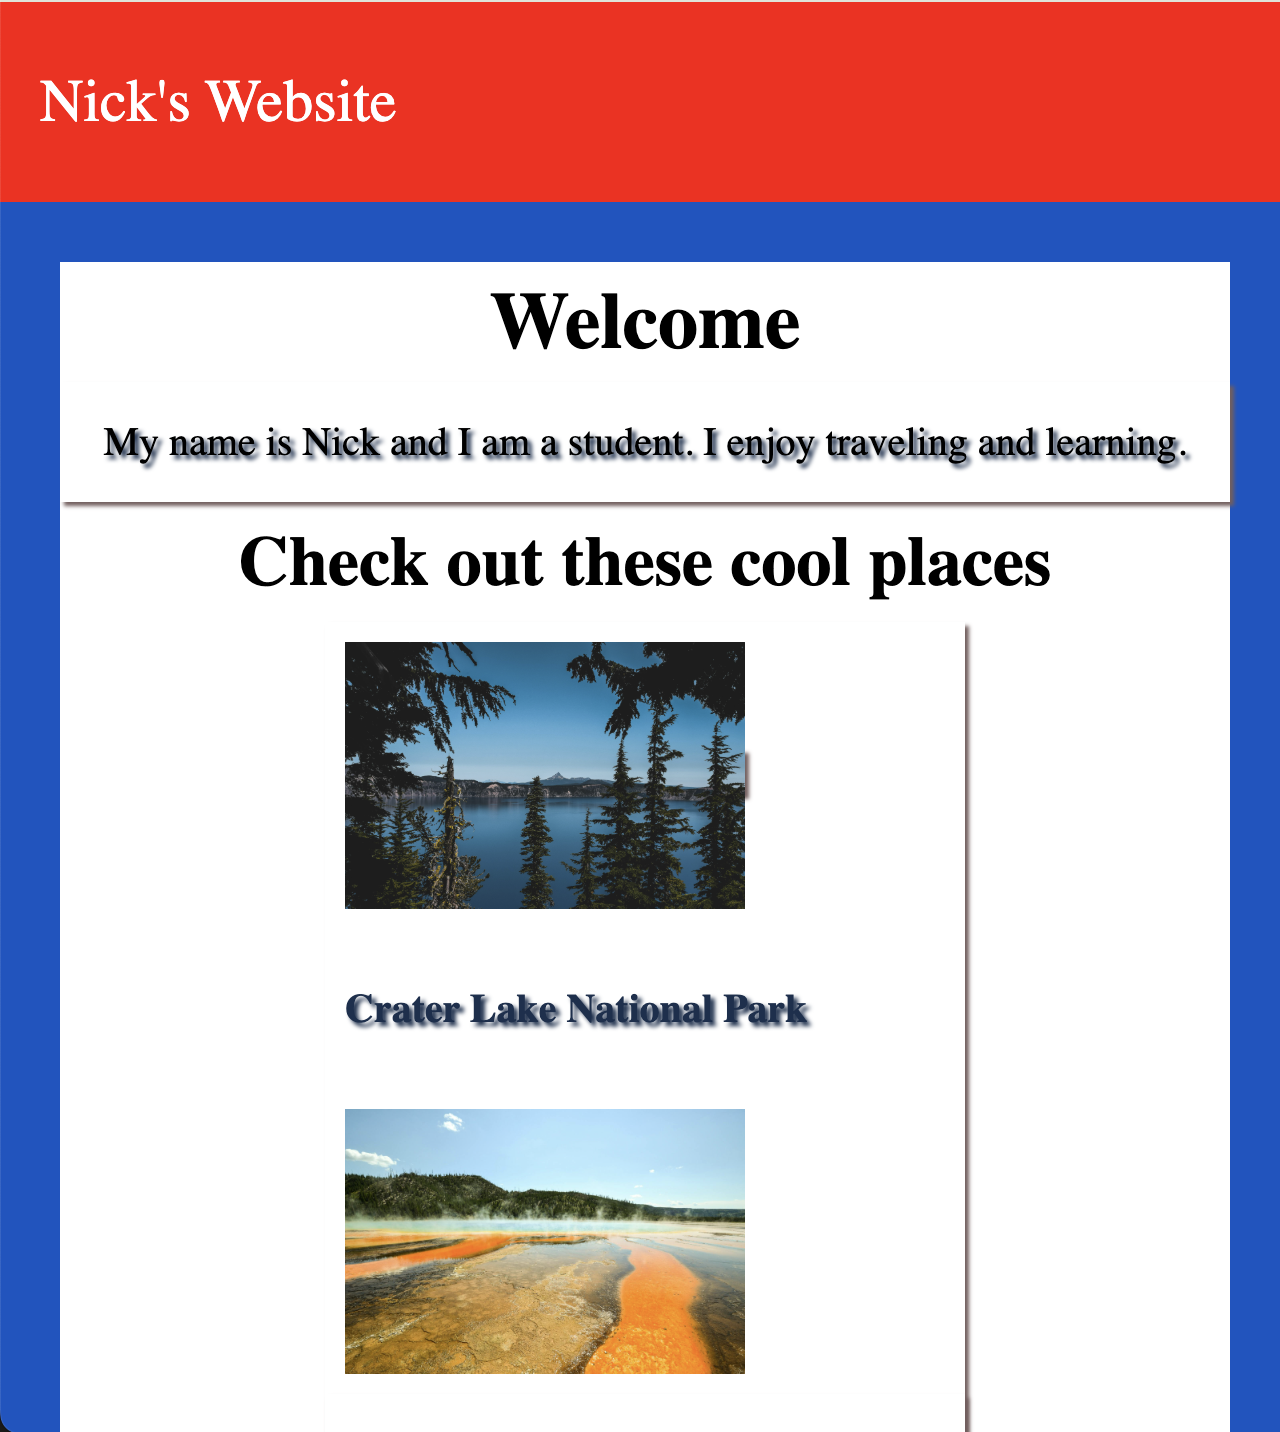 Nick's Website
Welcome
My name is Nick and I am a student. I enjoy traveling and learning.
Check out these cool places
Crater Lake National Park